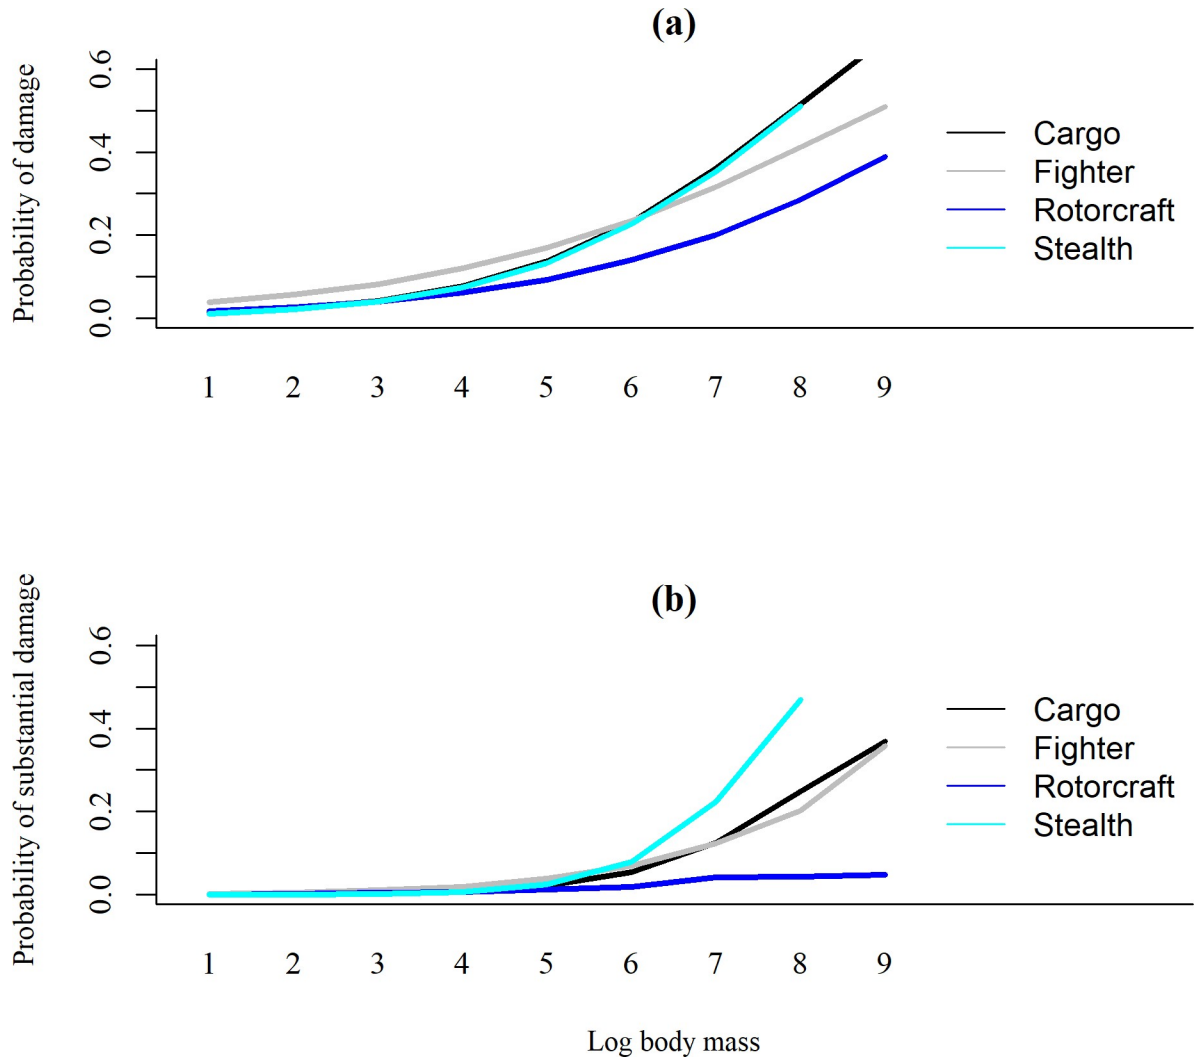 (a)
Probability of damage
0.6
0.4
0.2
0.0
Cargo
Fighter
Rotorcraft
Stealth
1 2 3 4 5 6 7 8 9
(b)
Probability of substantial damage
0.6
0.4
0.2
0.0
Cargo
Fighter
Rotorcraft
Stealth
1 2 3 4 5 6 7 8 9
Log body mass